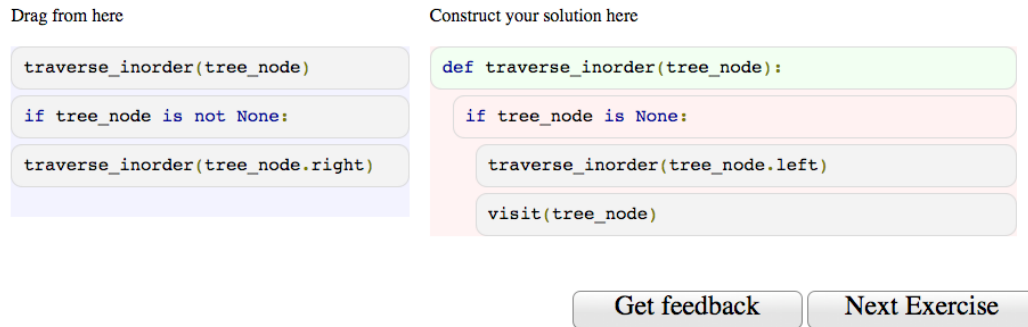 Drag from here
traverse_inorder(tree_node)
if tree_node is not None:
traverse_inorder(tree_node.right)
Construct your solution here
def traverse_inorder(tree_node):
if tree_node is None:
traverse_inorder(tree_node.left)
visit(tree_node)
Get feedback
Next Exercise